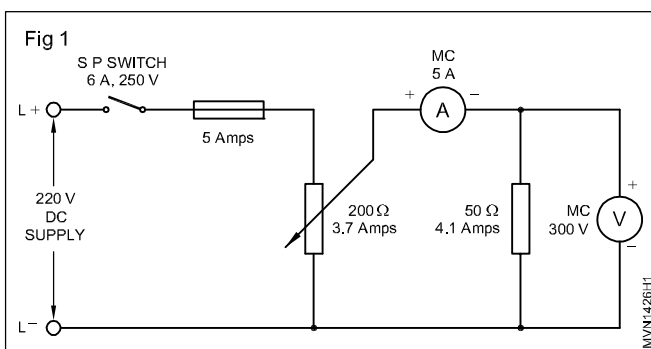 Fig 1
S P SWITCH
6 A, 250 V
MC
5 A
L +
+
A
−
5 Amps
220 V
DC
SUPPLY
200 Ω
3.7 Amps
50 Ω
4.1 Amps
MC
300 V
+
V
−
L −
MVN1426H1